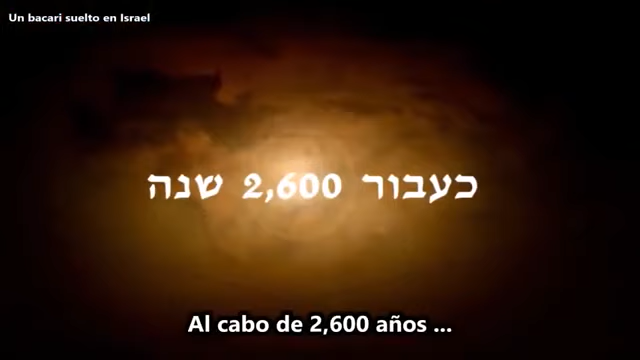 Un bacari suelto en Israel
כעבור 2,600 שנה
Al cabo de 2,600 años ...